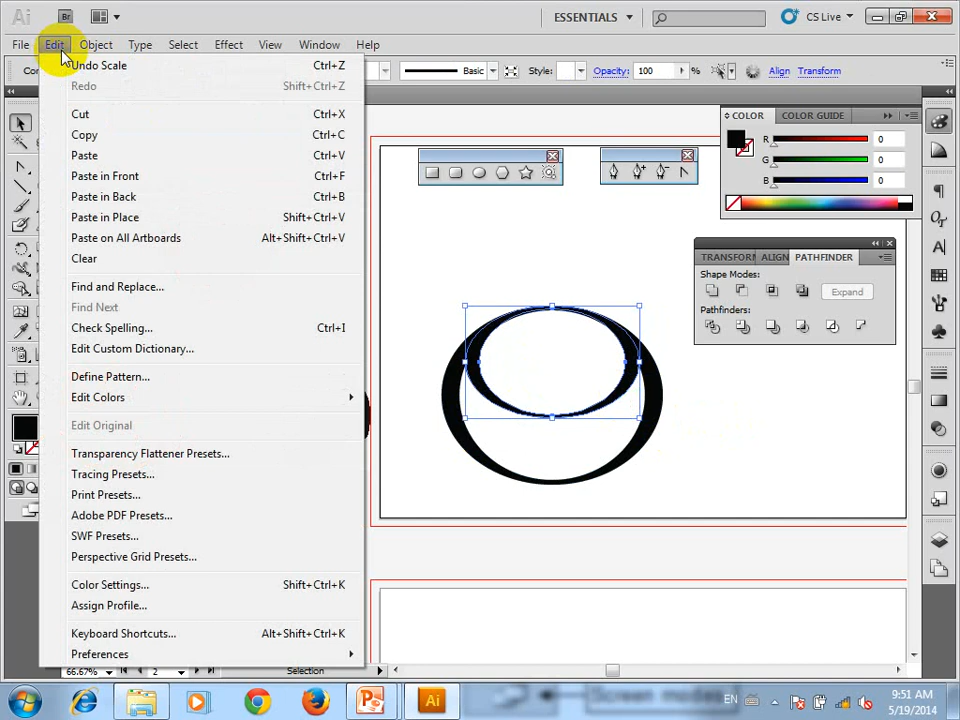 Ai Br ESSENTIALS CS Live
File Edit Object Type Select Effect View Window Help
Basic Style: Opacity: 100 % Align Transform
Undo Scale Ctrl+Z
Redo Shift+Ctrl+Z
Cut Ctrl+X
Copy Ctrl+C
Paste Ctrl+V
Paste in Front Ctrl+F
Paste in Back Ctrl+B
Paste in Place Shift+Ctrl+V
Paste on All Artboards Alt+Shift+Ctrl+V
Clear
Find and Replace...
Find Next
Check Spelling... Ctrl+I
Edit Custom Dictionary...
Define Pattern...
Edit Colors
Edit Original
Transparency Flattener Presets...
Tracing Presets...
Print Presets...
Adobe PDF Presets...
SWF Presets...
Perspective Grid Presets...
Color Settings... Shift+Ctrl+K
Assign Profile...
Keyboard Shortcuts... Alt+Shift+Ctrl+K
Preferences
COLOR COLOR GUIDE
R 0
G 0
B 0
TRANSFORM ALIGN PATHFINDER
Shape Modes:
Expand
Pathfinders:
66.67% 2 Selection
Ai Screen modes EN 9:51 AM
5/19/2014